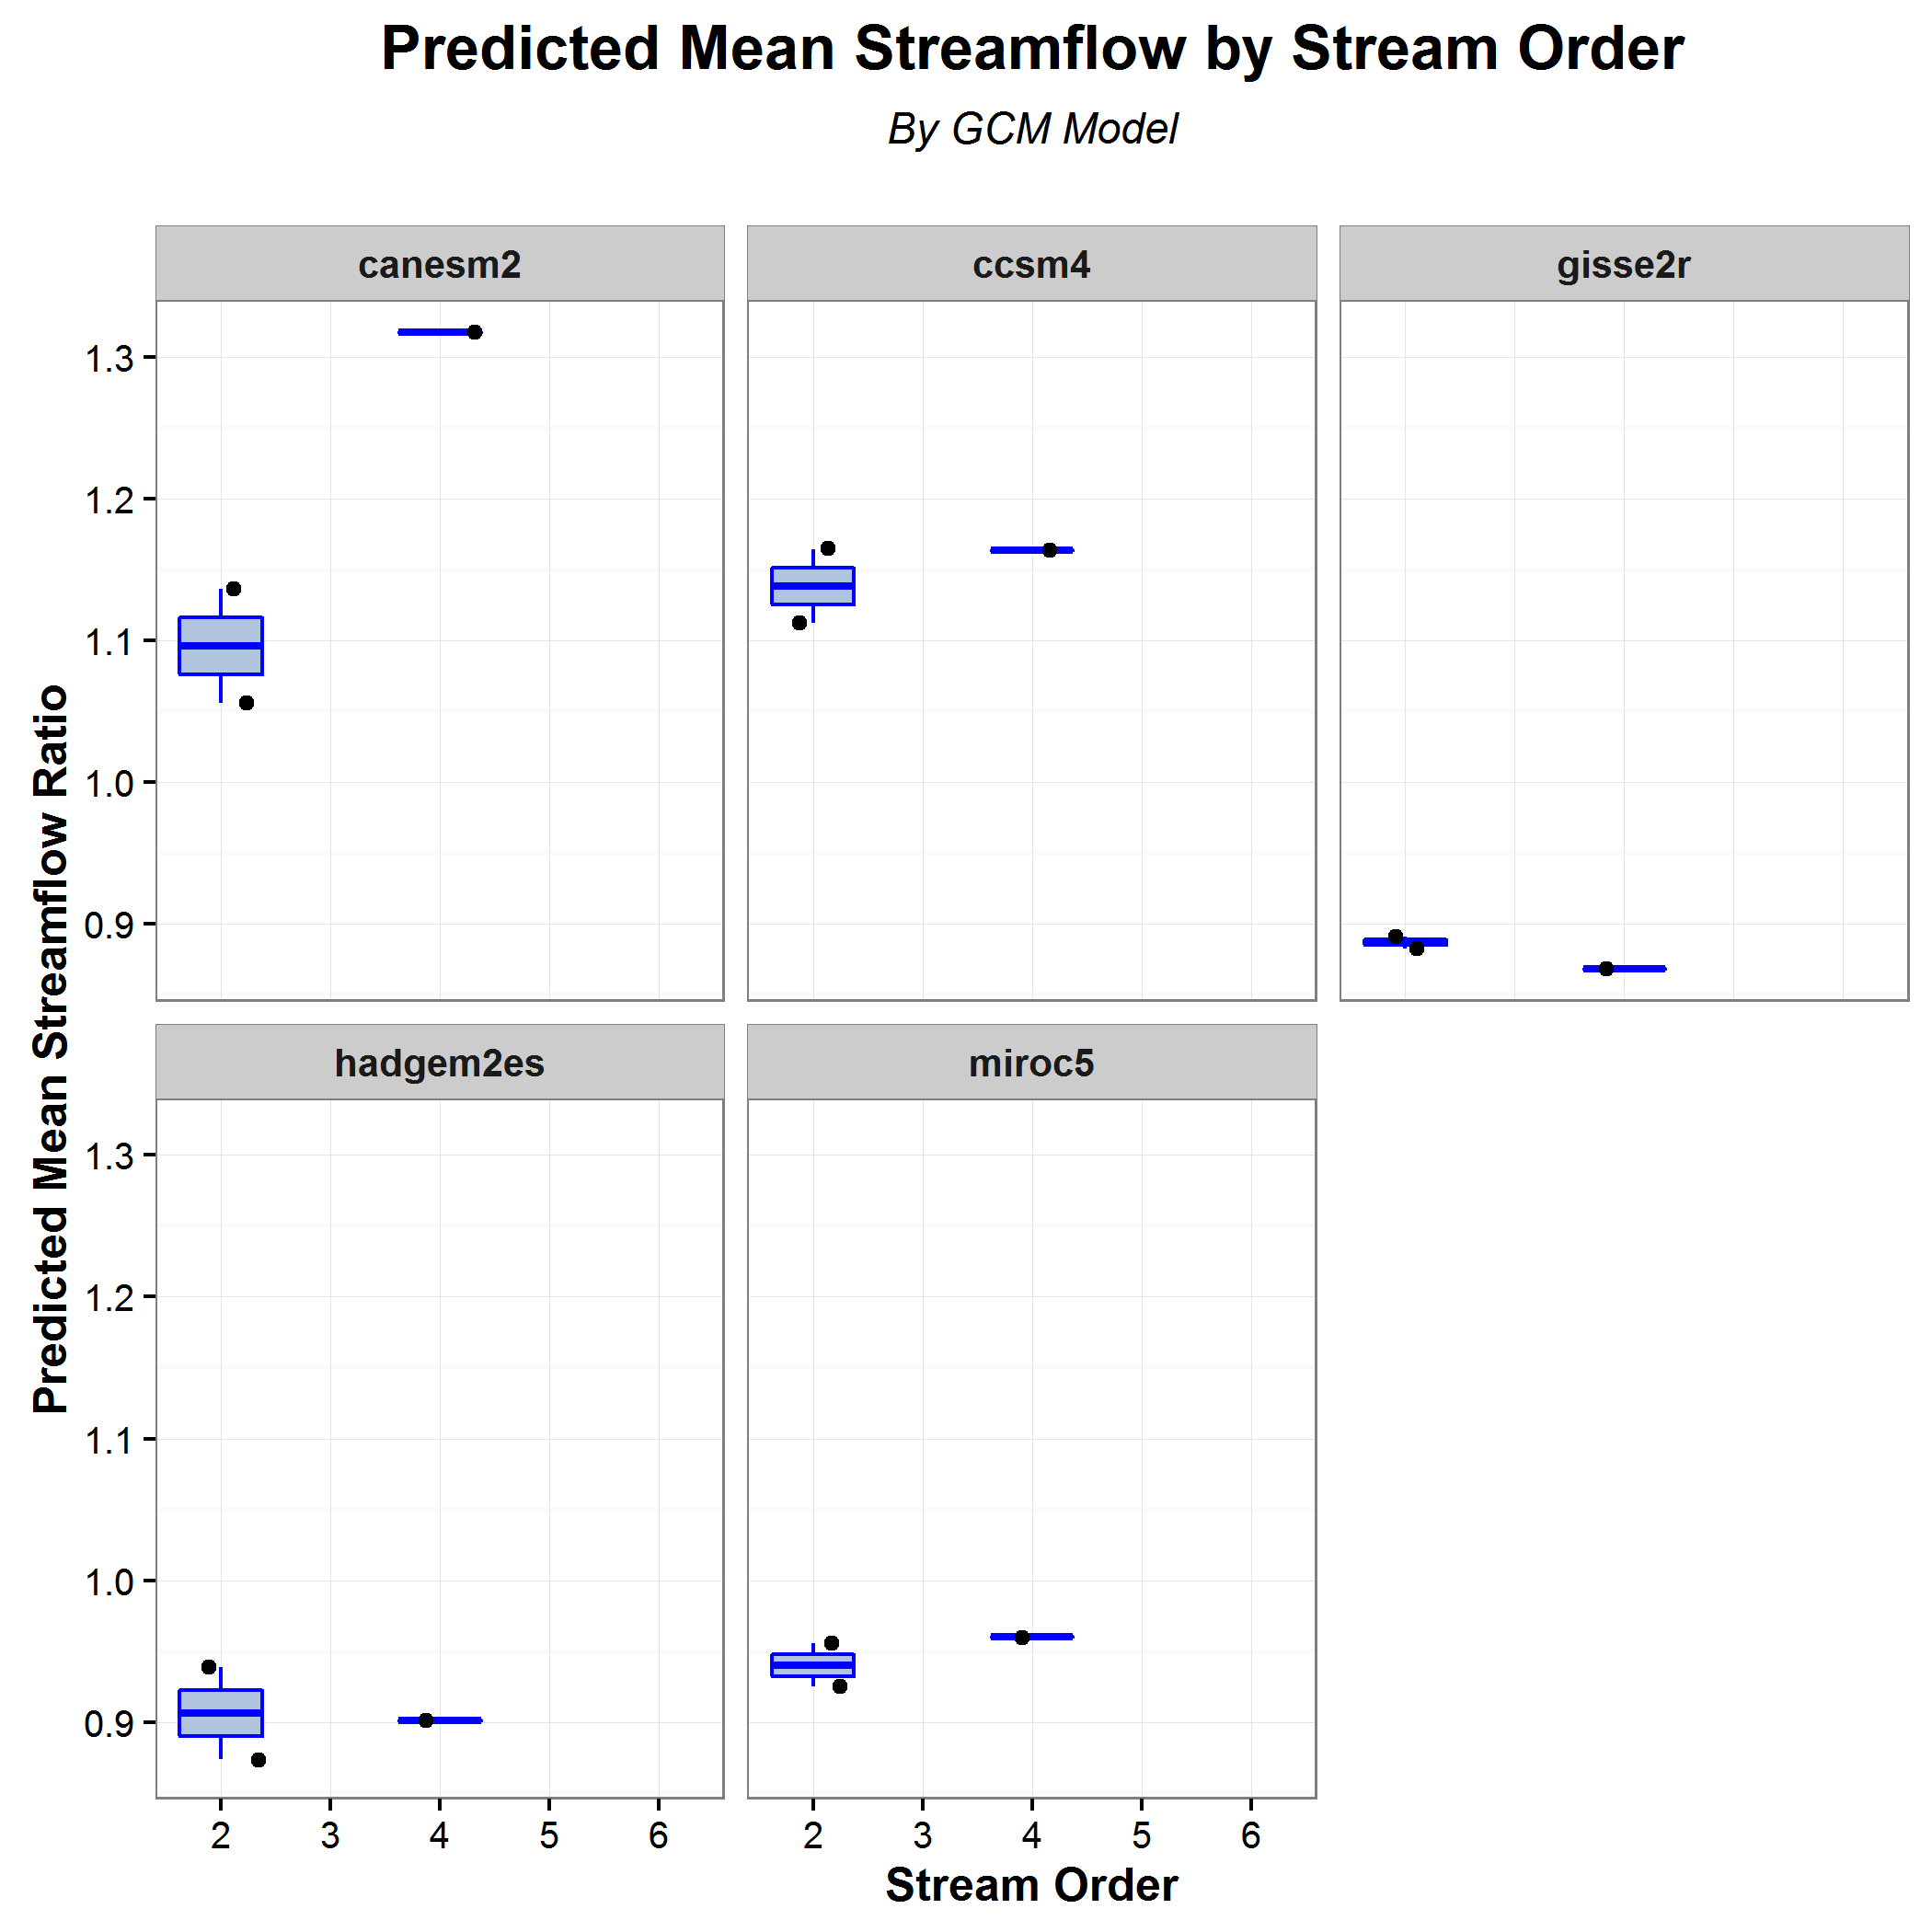 Predicted Mean Streamflow by Stream Order
By GCM Model
canesm2
ccsm4
gisse2r
1.3
1.2
1.1
1.0
0.9
Predicted Mean Streamflow Ratio
hadgem2es
miroc5
1.3
1.2
1.1
1.0
0.9
2 3 4 5 6
2 3 4 5 6
Stream Order